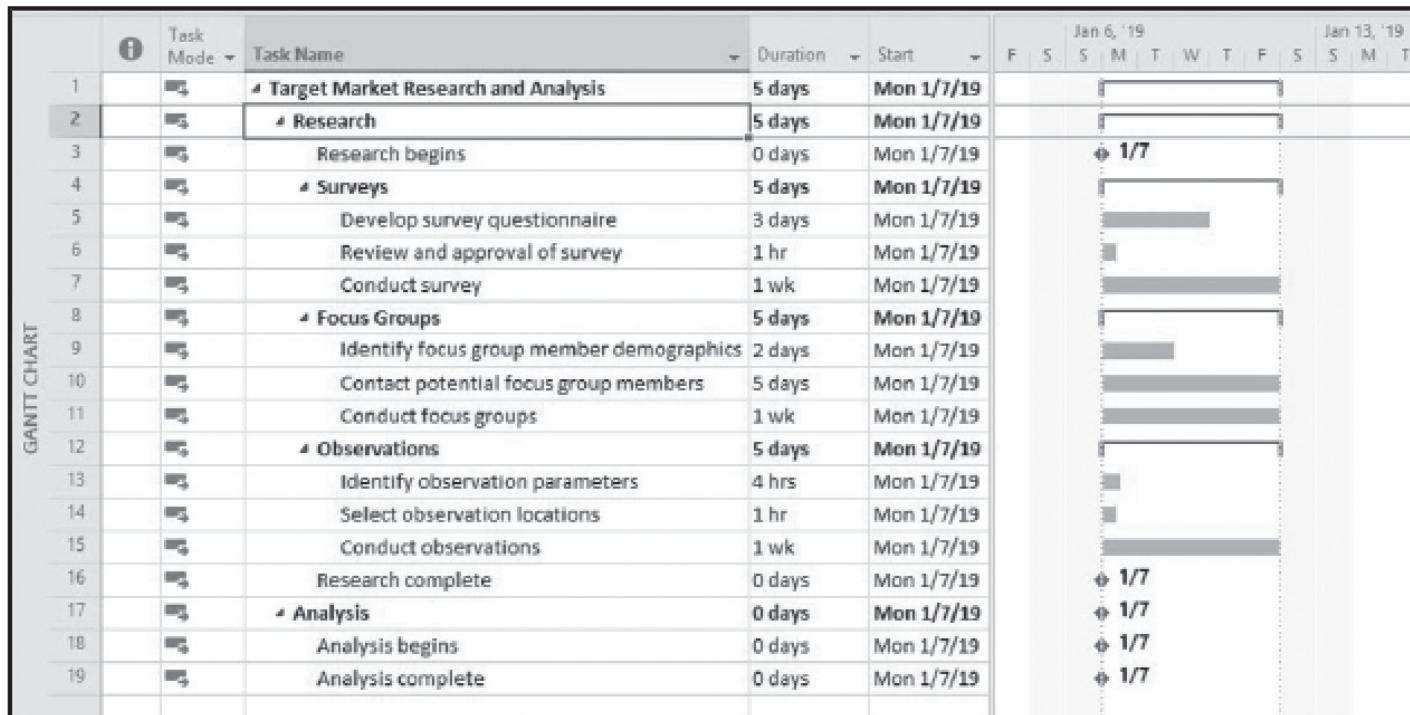 Jan 6, '19 Jan 13, '19
Task Mode Task Name Duration Start F S S M T W T F S S M T
1 Target Market Research and Analysis 5 days Mon 1/7/19
2 Research 5 days Mon 1/7/19
3 Research begins 0 days Mon 1/7/19 1/7
4 Surveys 5 days Mon 1/7/19
5 Develop survey questionnaire 3 days Mon 1/7/19
6 Review and approval of survey 1 hr Mon 1/7/19
7 Conduct survey 1 wk Mon 1/7/19
8 Focus Groups 5 days Mon 1/7/19
9 Identify focus group member demographics 2 days Mon 1/7/19
10 Contact potential focus group members 5 days Mon 1/7/19
11 Conduct focus groups 1 wk Mon 1/7/19
12 Observations 5 days Mon 1/7/19
13 Identify observation parameters 4 hrs Mon 1/7/19
14 Select observation locations 1 hr Mon 1/7/19
15 Conduct observations 1 wk Mon 1/7/19
16 Research complete 0 days Mon 1/7/19 1/7
17 Analysis 0 days Mon 1/7/19 1/7
18 Analysis begins 0 days Mon 1/7/19 1/7
19 Analysis complete 0 days Mon 1/7/19 1/7
GANTT CHART